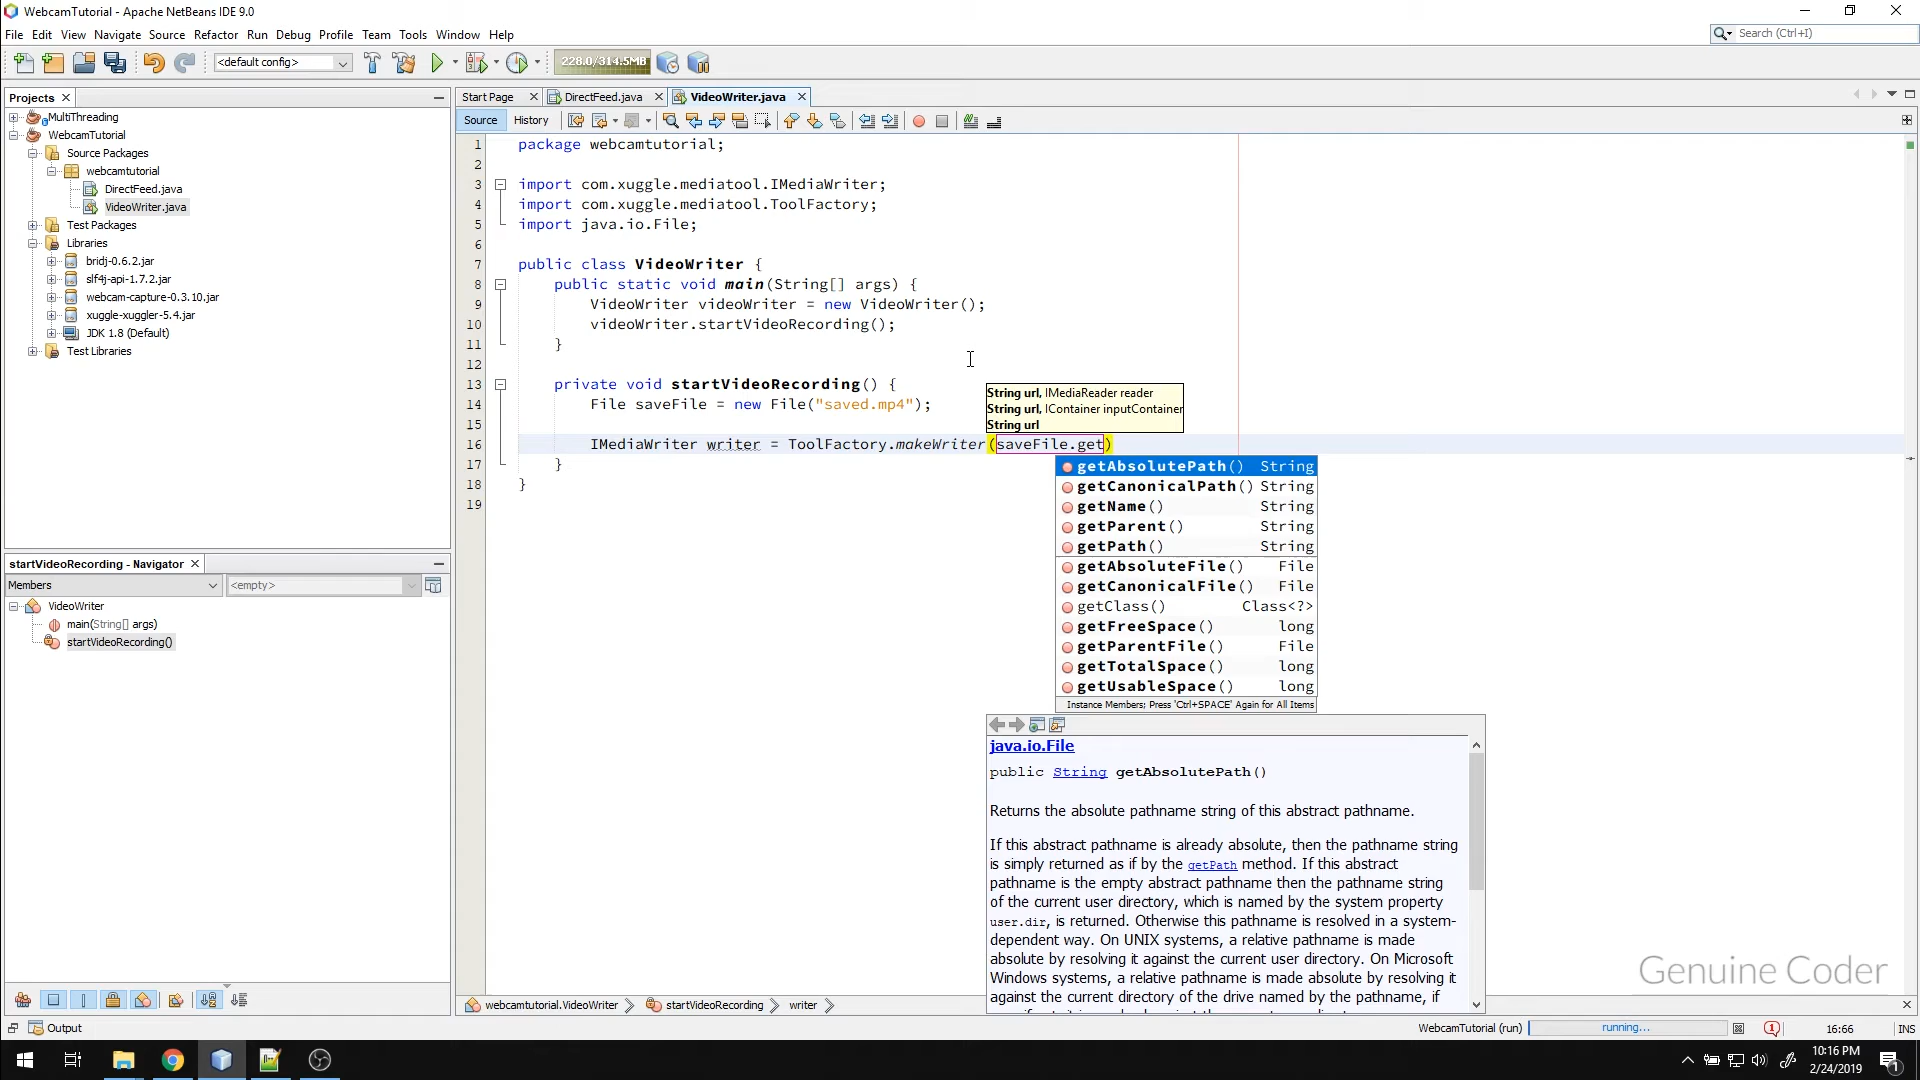 WebcamTutorial - Apache NetBeans IDE 9.0
File Edit View Navigate Source Refactor Run Debug Profile Team Tools Window Help
Search (Ctrl+I)
<default config>
228.0/314.5MB
Projects
Start Page
DirectFeed.java
VideoWriter.java
MultiThreading
WebcamTutorial
Source Packages
webcamtutorial
DirectFeed.java
VideoWriter.java
Test Packages
Libraries
bridj-0.6.2.jar
slf4j-api-1.7.2.jar
webcam-capture-0.3.10.jar
xuggle-xuggler-5.4.jar
JDK 1.8 (Default)
Test Libraries
Source History
1 package webcamtutorial;
2
3 import com.xuggle.mediatool.IMediaWriter;
4 import com.xuggle.mediatool.ToolFactory;
5 import java.io.File;
6
7 public class VideoWriter {
8 public static void main(String[] args) {
9 VideoWriter videoWriter = new VideoWriter();
10 videoWriter.startVideoRecording();
11 }
12
13 private void startVideoRecording() {
14 File saveFile = new File("saved.mp4");
15
16 IMediaWriter writer = ToolFactory.makeWriter(saveFile.get)
17 }
18 }
19
String url, IMediaReader reader
String url, IContainer inputContainer
String url
getAbsolutePath() String
getCanonicalPath() String
getName() String
getParent() String
getPath() String
getAbsoluteFile() File
getCanonicalFile() File
getClass() Class<?>
getFreeSpace() long
getParentFile() File
getTotalSpace() long
getUsableSpace() long
Instance Members; Press 'Ctrl+SPACE' Again for All Items
java.io.File
public String getAbsolutePath()
Returns the absolute pathname string of this abstract pathname.
If this abstract pathname is already absolute, then the pathname string
is simply returned as if by the getPath method. If this abstract
pathname is the empty abstract pathname then the pathname string
of the current user directory, which is named by the system property
user.dir, is returned. Otherwise this pathname is resolved in a system-
dependent way. On UNIX systems, a relative pathname is made
absolute by resolving it against the current user directory. On Microsoft
Windows systems, a relative pathname is made absolute by resolving it
against the current directory of the drive named by the pathname, if
startVideoRecording - Navigator
Members
<empty>
VideoWriter
main(String[] args)
startVideoRecording()
Genuine Coder
webcamtutorial.VideoWriter
startVideoRecording
writer
Output
WebcamTutorial (run)
running...
1
16:66
INS
10:16 PM
2/24/2019
1